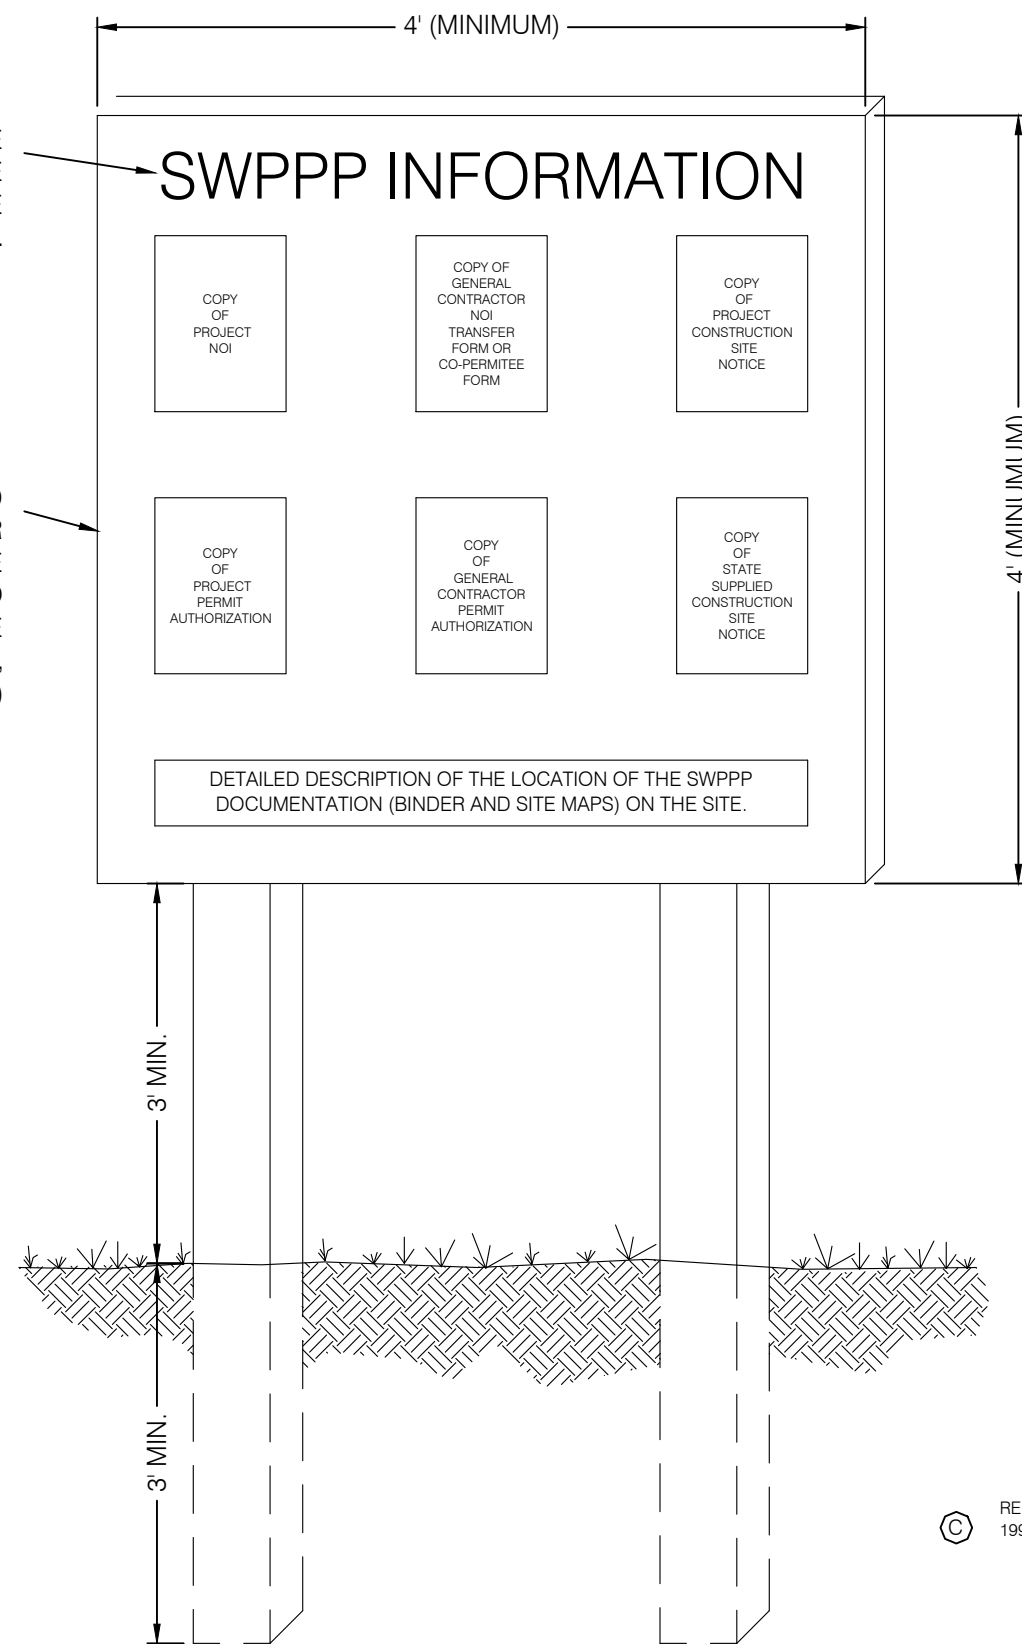 4' (MINIMUM)
SWPPP INFORMATION
COPY
OF
PROJECT
NOI
COPY OF
GENERAL
CONTRACTOR
NOI
TRANSFER
FORM OR
CO-PERMITEE
FORM
COPY
OF
PROJECT
CONSTRUCTION
SITE
NOTICE
4' (MINUMUM)
COPY
OF
PROJECT
PERMIT
AUTHORIZATION
COPY
OF
GENERAL
CONTRACTOR
PERMIT
AUTHORIZATION
COPY
OF
STATE
SUPPLIED
CONSTRUCTION
SITE
NOTICE
DETAILED DESCRIPTION OF THE LOCATION OF THE SWPPP
DOCUMENTATION (BINDER AND SITE MAPS) ON THE SITE.
3' MIN.
3' MIN.
C
RE
199